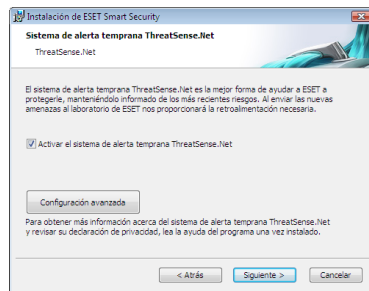 Instalación de ESET Smart Security
Sistema de alerta temprana ThreatSense.Net
ThreatSense.Net
El sistema de alerta temprana ThreatSense.Net es la mejor forma de ayudar a ESET a
protegerle, manteniéndolo informado de los más recientes riesgos. Al enviar las nuevas
amenazas al laboratorio de ESET nos proporcionará la retroalimentación necesaria.
Activar el sistema de alerta temprana ThreatSense.Net
Configuración avanzada
Para obtener más información acerca del sistema de alerta temprana ThreatSense.Net
y revisar su declaración de privacidad, lea la ayuda del programa una vez instalado.
< Atrás
Siguiente >
Cancelar